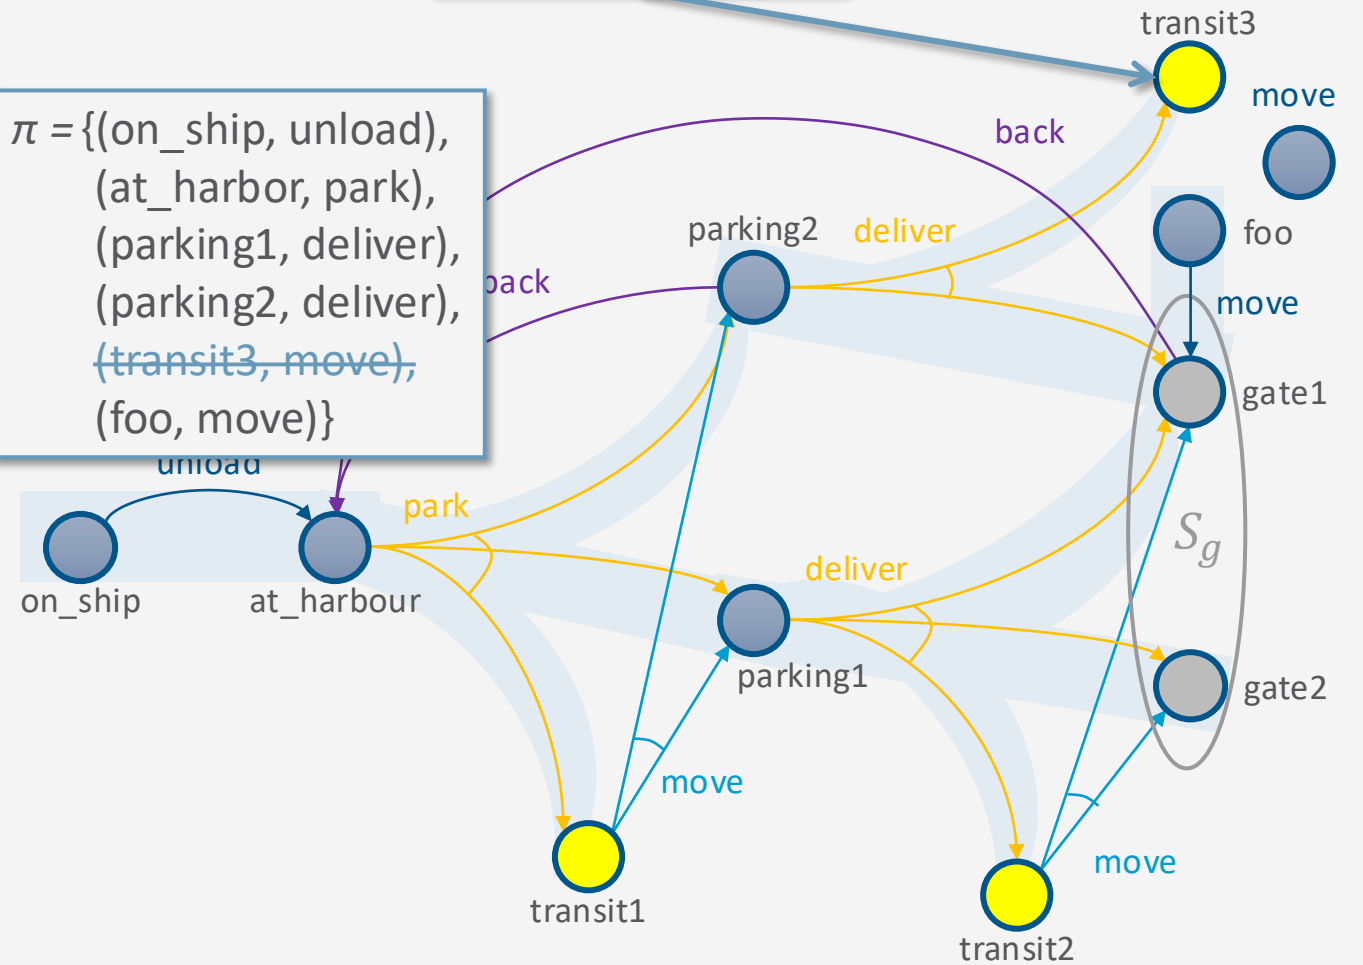 transit3
move
back
π = {(on_ship, unload),
(at_harbor, park),
(parking1, deliver),
(parking2, deliver),
(transit3, move),
(foo, move)}
parking2
deliver
foo
back
move
gate1
unload
park
S_g
deliver
on_ship
at_harbour
parking1
gate2
move
move
transit1
transit2